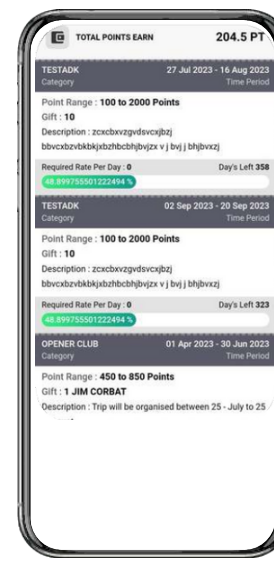 TOTAL POINTS EARN 204.5 PT
TESTADK 27 Jul 2023 - 16 Aug 2023
Category Time Period
Point Range : 100 to 2000 Points
Gift : 10
Description : zcxcbxvzgvdsvcxjbzj
bbvcxbzvbkbkjxbzhbcbhjbvjzx v j bvj j bhjbvxzj
Required Rate Per Day : 0 Day's Left 358
48.899755501222494 %
TESTADK 02 Sep 2023 - 20 Sep 2023
Category Time Period
Point Range : 100 to 2000 Points
Gift : 10
Description : zcxcbxvzgvdsvcxjbzj
bbvcxbzvbkbkjxbzhbcbhjbvjzx v j bvj j bhjbvxzj
Required Rate Per Day : 0 Day's Left 323
48.899755501222494 %
OPENER CLUB 01 Apr 2023 - 30 Jun 2023
Category Time Period
Point Range : 450 to 850 Points
Gift : 1 JIM CORBAT
Description : Trip will be organised between 25 - July to 25